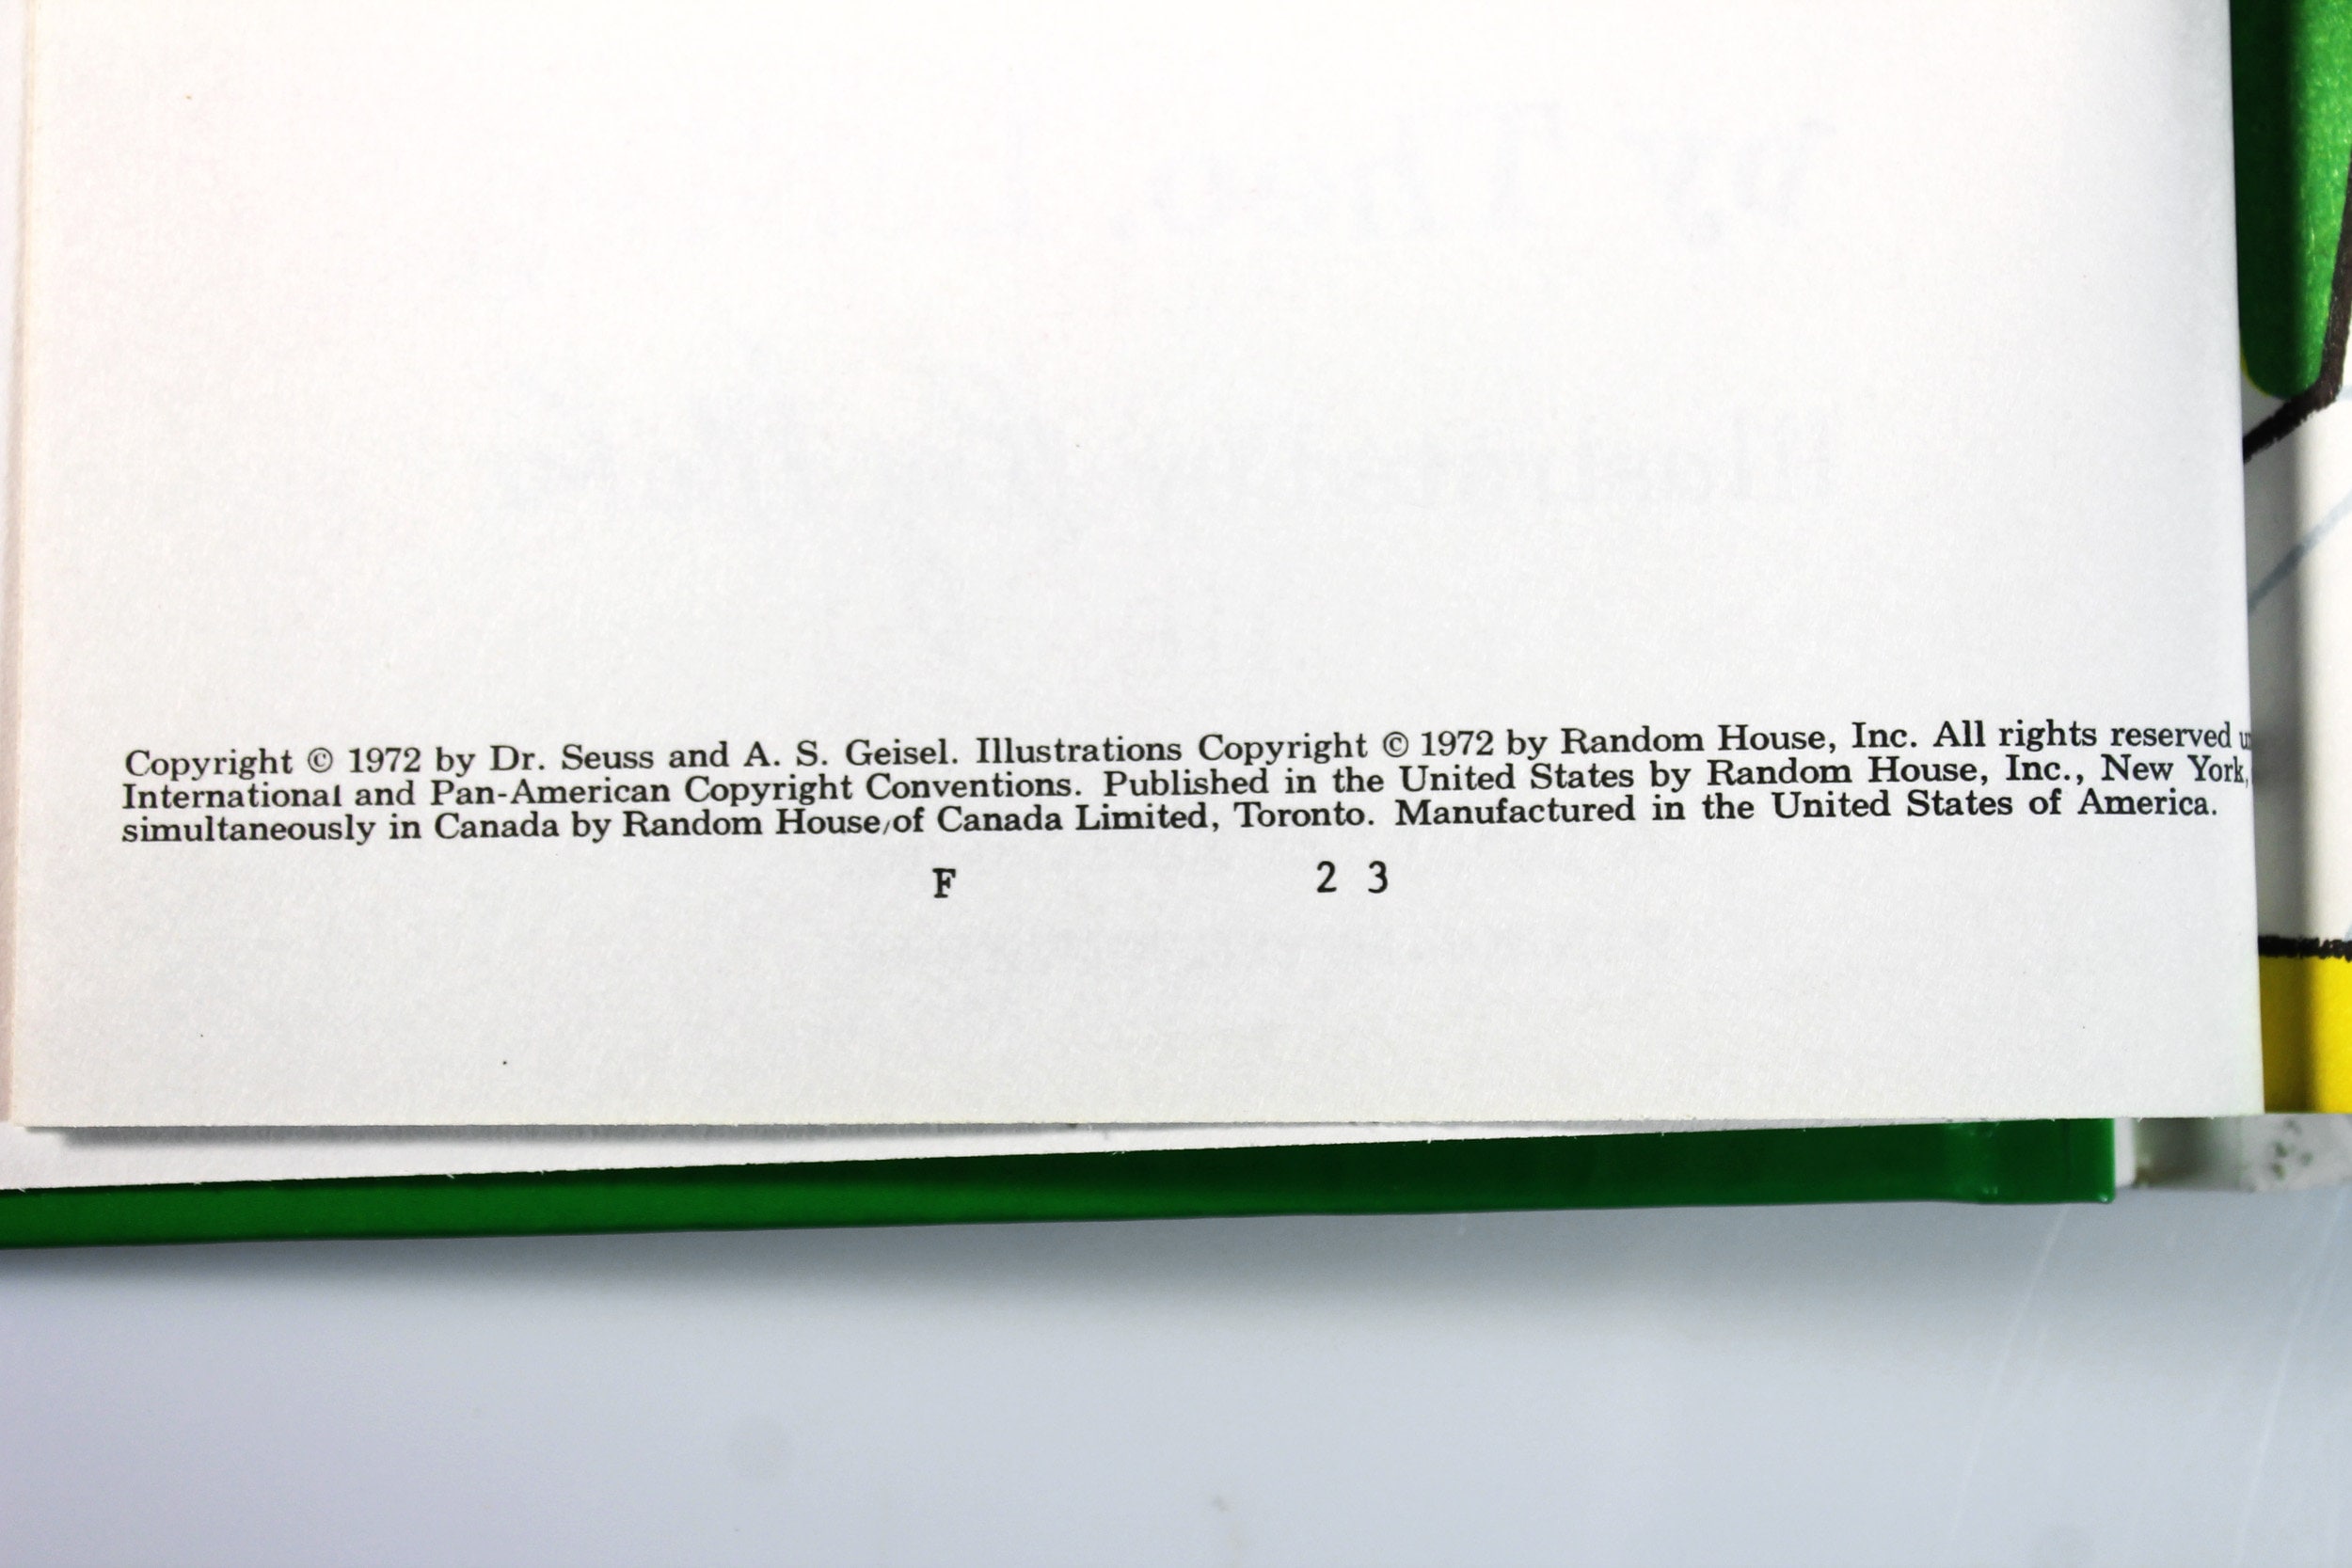 Copyright © 1972 by Dr. Seuss and A. S. Geisel. Illustrations Copyright © 1972 by Random House, Inc. All rights reserved
International and Pan-American Copyright Conventions. Published in the United States by Random House, Inc., New York,
simultaneously in Canada by Random House/of Canada Limited, Toronto. Manufactured in the United States of America.
F 2 3